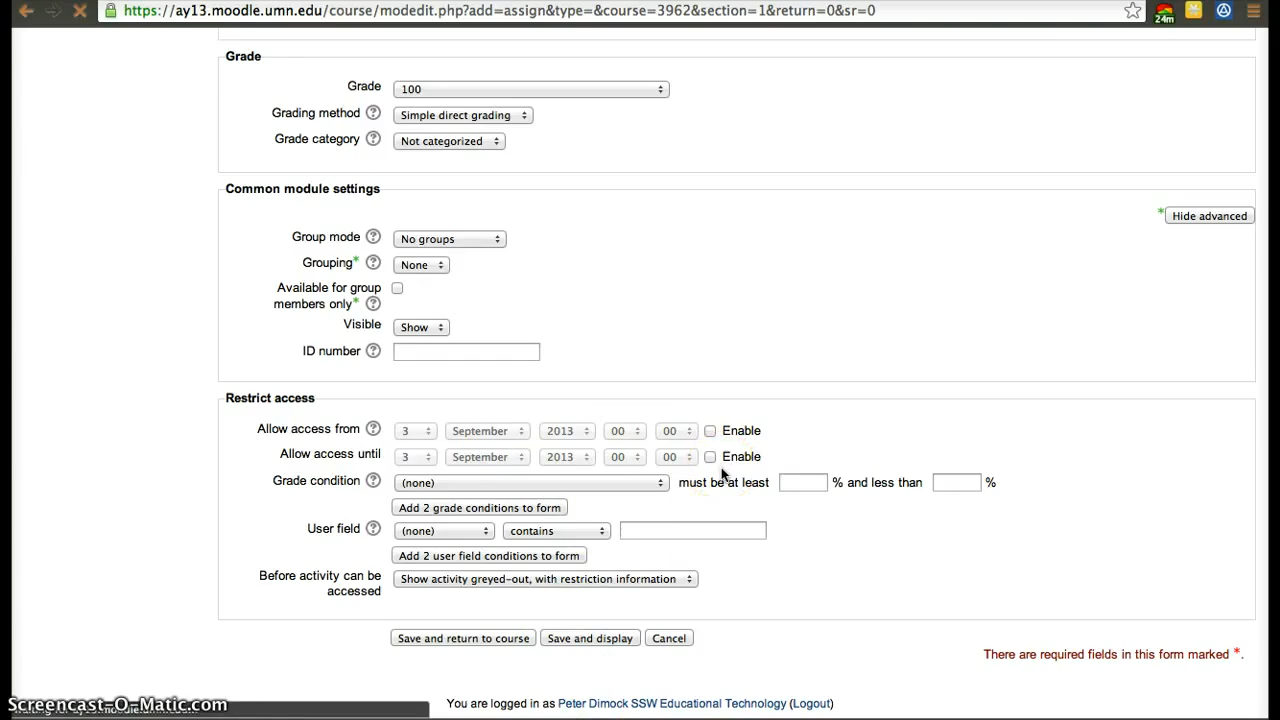 https://ay13.moodle.umn.edu/course/modedit.php?add=assign&type=&course=3962&section=1&return=0&sr=0
24m
Grade
Grade 100
Grading method ? Simple direct grading
Grade category ? Not categorized
Common module settings
* Hide advanced
Group mode ? No groups
Grouping* ? None
Available for group
members only* ?
Visible Show
ID number ?
Restrict access
Allow access from ? 3 September 2013 00 00 Enable
Allow access until 3 September 2013 00 00 Enable
Grade condition ? (none) must be at least % and less than %
Add 2 grade conditions to form
User field ? (none) contains
Add 2 user field conditions to form
Before activity can be
accessed Show activity greyed-out, with restriction information
Save and return to course Save and display Cancel
There are required fields in this form marked *.
You are logged in as Peter Dimock SSW Educational Technology (Logout)
Screencast-O-Matic.com